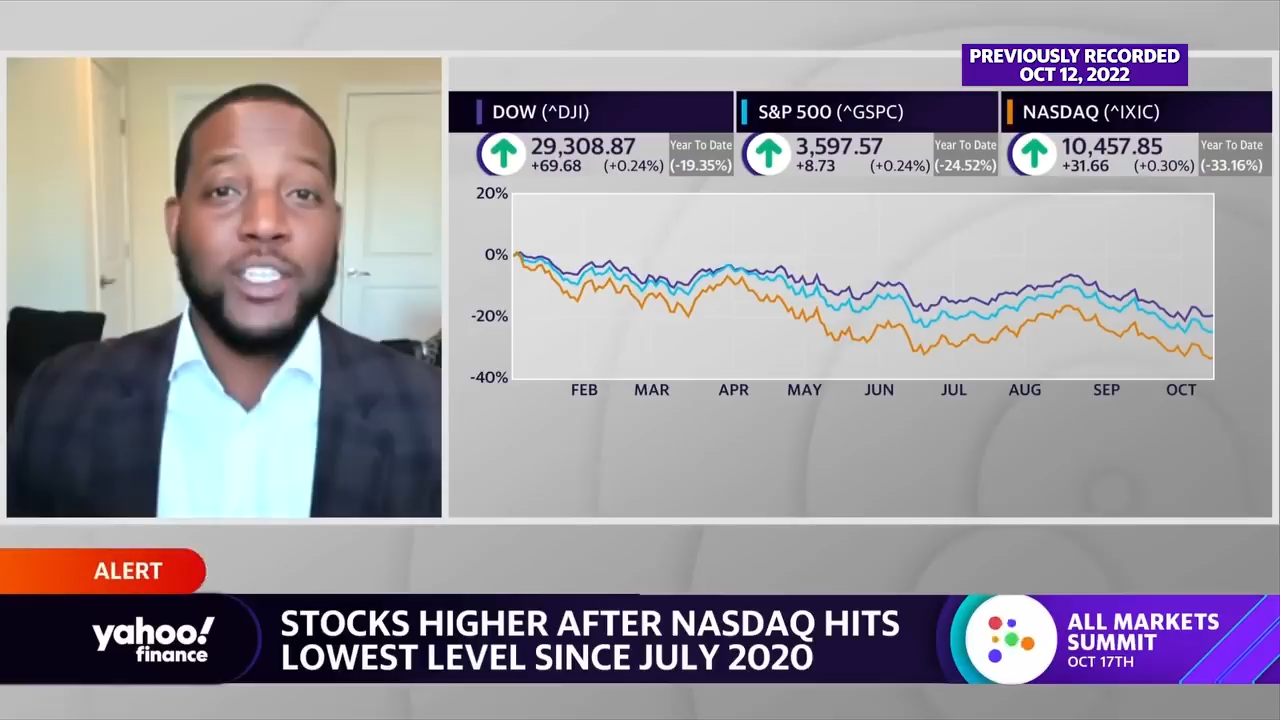 PREVIOUSLY RECORDED
OCT 12, 2022
DOW (^DJI)
29,308.87
+69.68 (+0.24%)
Year To Date
(-19.35%)
S&P 500 (^GSPC)
3,597.57
+8.73 (+0.24%)
Year To Date
(-24.52%)
NASDAQ (^IXIC)
10,457.85
+31.66 (+0.30%)
Year To Date
(-33.16%)
20%
0%
-20%
-40%
FEB MAR APR MAY JUN JUL AUG SEP OCT
ALERT
yahoo!
finance
STOCKS HIGHER AFTER NASDAQ HITS
LOWEST LEVEL SINCE JULY 2020
ALL MARKETS
SUMMIT
OCT 17TH